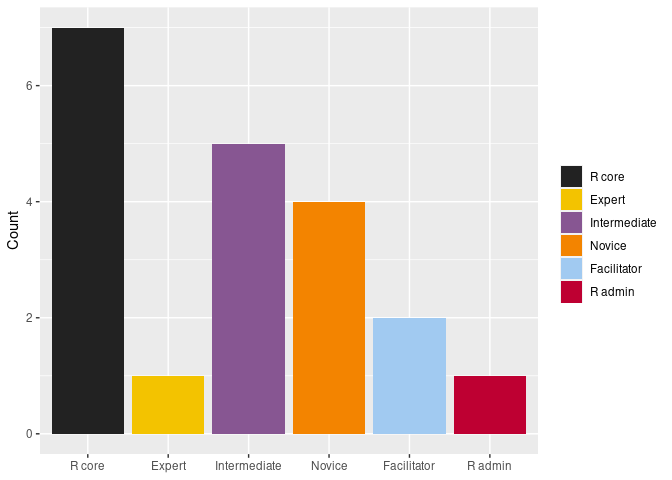 Count
6
4
2
0
R core
Expert
Intermediate
Novice
Facilitator
R admin
R core
Expert
Intermediate
Novice
Facilitator
R admin